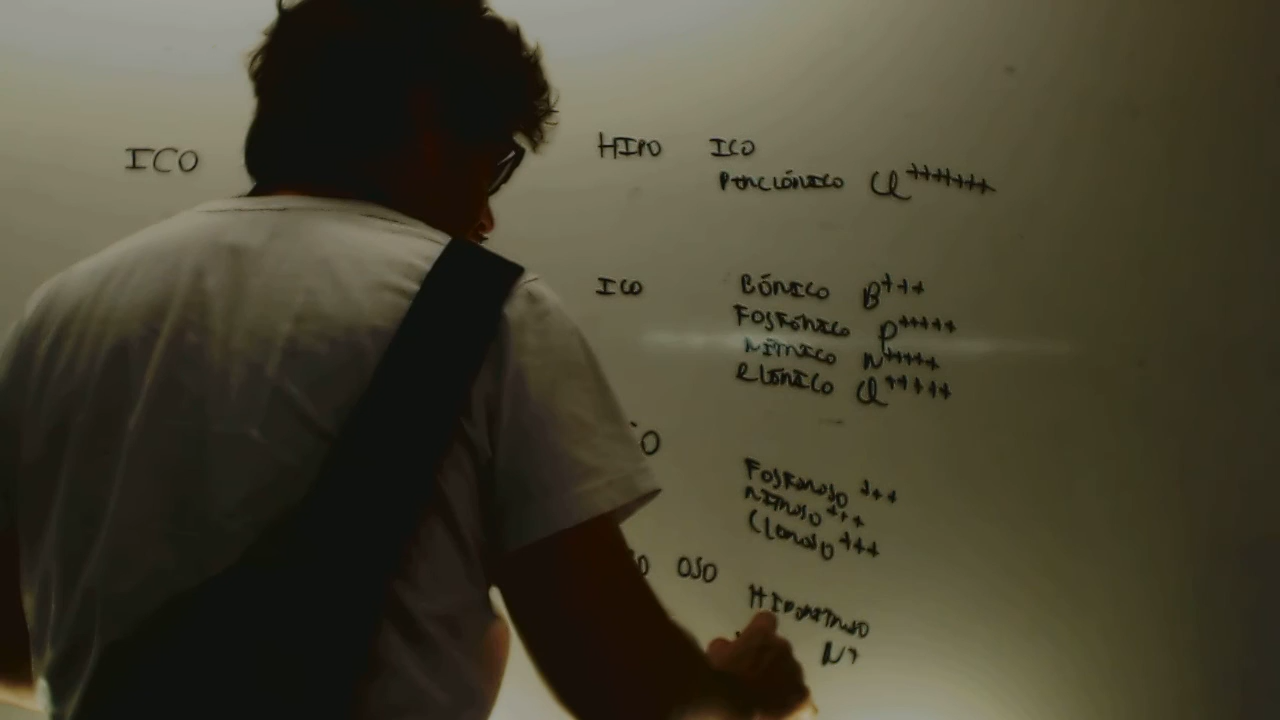 ICO
HIPO ICO
PERCLÓRICO Cl+++++++
ICO BÓRICO B+++
FOSFÓRICO P+++++
NÍTRICO N+++++
CLÓRICO Cl+++++
FOSFOROSO +++
NITROSO +++
CLOROSO +++
OSO
HIPONITROSO
N+